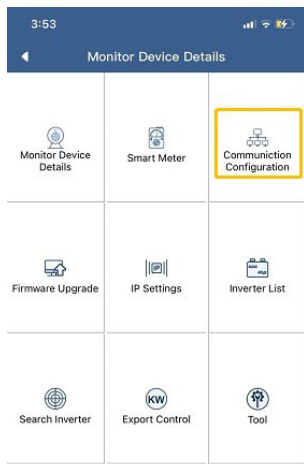 3:53
Monitor Device Details
Monitor Device
Details
Smart Meter
Communiction
Configuration
Firmware Upgrade
IP Settings
Inverter List
KW
Search Inverter
Export Control
Tool